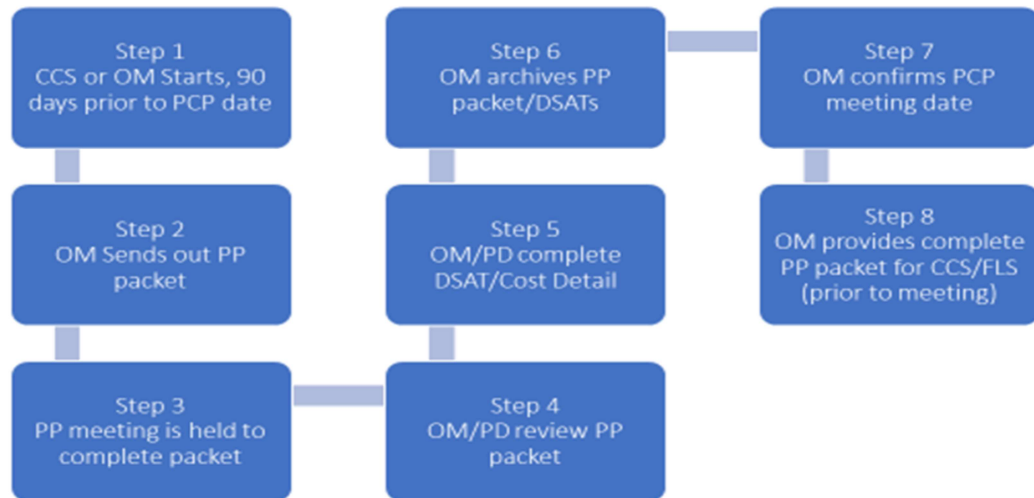 Step 1
CCS or OM Starts, 90
days prior to PCP date
Step 2
OM Sends out PP
packet
Step 3
PP meeting is held to
complete packet
Step 4
OM/PD review PP
packet
Step 5
OM/PD complete
DSAT/Cost Detail
Step 6
OM archives PP
packet/DSATs
Step 7
OM confirms PCP
meeting date
Step 8
OM provides complete
PP packet for CCS/FLS
(prior to meeting)